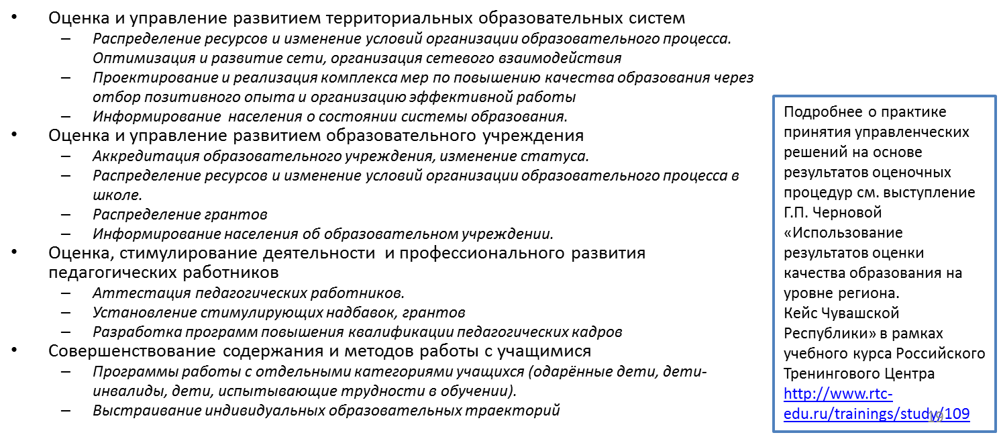 • Оценка и управление развитием территориальных образовательных систем
– Распределение ресурсов и изменение условий организации образовательного процесса.
Оптимизация и развитие сети, организация сетевого взаимодействия
– Проектирование и реализация комплекса мер по повышению качества образования через
отбор позитивного опыта и организацию эффективной работы
– Информирование населения о состоянии системы образования.
• Оценка и управление развитием образовательного учреждения
– Аккредитация образовательного учреждения, изменение статуса.
– Распределение ресурсов и изменение условий организации образовательного процесса в
школе.
– Распределение грантов
– Информирование населения об образовательном учреждении.
• Оценка, стимулирование деятельности и профессионального развития
педагогических работников
– Аттестация педагогических работников.
– Установление стимулирующих надбавок, грантов
– Разработка программ повышения квалификации педагогических кадров
• Совершенствование содержания и методов работы с учащимися
– Программы работы с отдельными категориями учащихся (одарённые дети, дети-
инвалиды, дети, испытывающие трудности в обучении).
– Выстраивание индивидуальных образовательных траекторий
Подробнее о практике
принятия управленческих
решений на основе
результатов оценочных
процедур см. выступление
Г.П. Черновой
«Использование
результатов оценки
качества образования на
уровне региона.
Кейс Чувашской
Республики» в рамках
учебного курса Российского
Тренингового Центра
http://www.rtc-
edu.ru/trainings/study/109
19